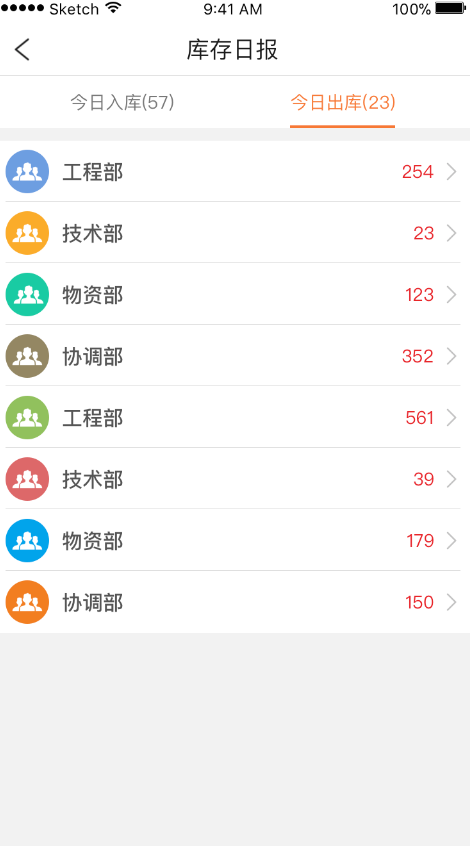 Sketch 9:41 AM 100%
库存日报
今日入库(57) 今日出库(23)
工程部 254
技术部 23
物资部 123
协调部 352
工程部 561
技术部 39
物资部 179
协调部 150